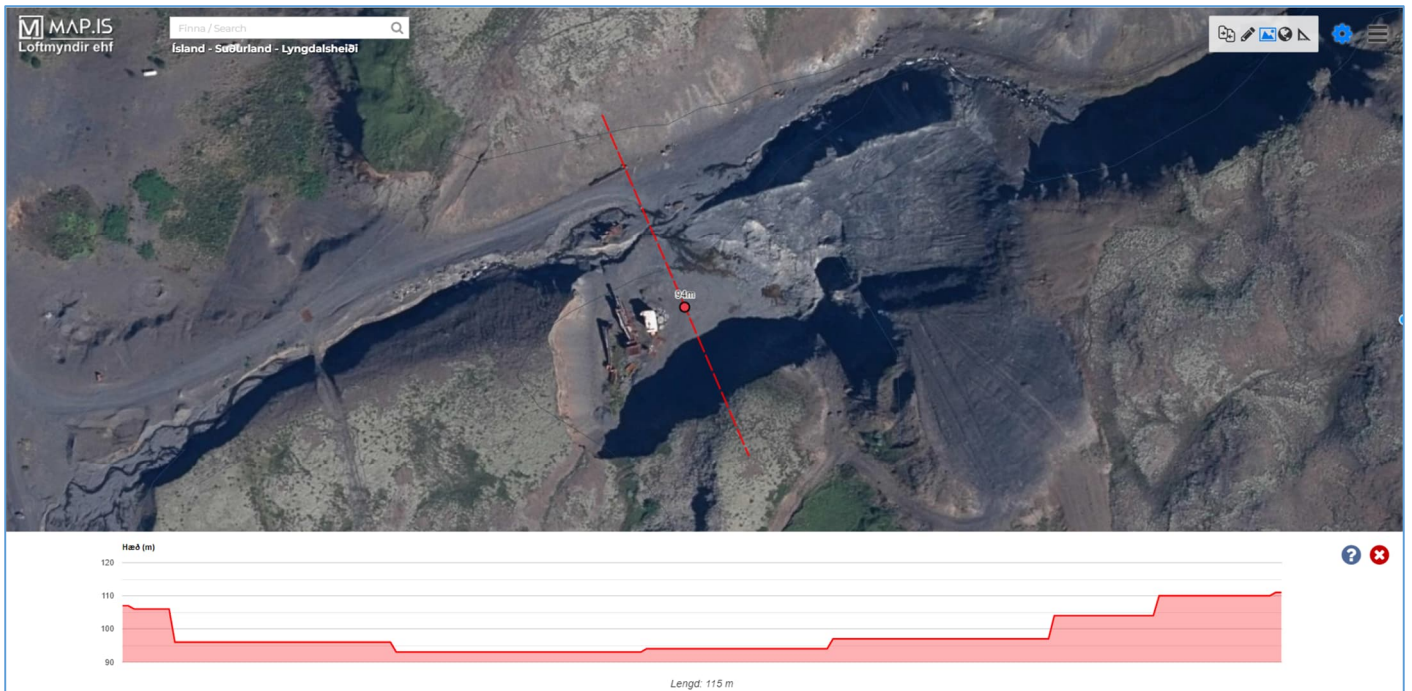 MAP.IS
Loftmyndir ehf
Finna / Search
Ísland - Suðurland - Lyngdalsheiði
94m
Hæð (m)
120
110
100
90
Lengd: 115 m